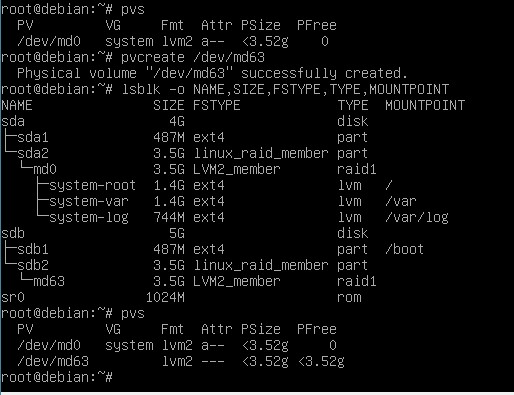 root@debian:~# pvs
  PV         VG     Fmt  Attr PSize  PFree
  /dev/md0   system lvm2 a--  <3.52g    0
root@debian:~# pvcreate /dev/md63
  Physical volume "/dev/md63" successfully created.
root@debian:~# lsblk -o NAME,SIZE,FSTYPE,TYPE,MOUNTPOINT
NAME                SIZE FSTYPE            TYPE  MOUNTPOINT
sda                   4G                   disk
├─sda1              487M ext4              part
└─sda2              3.5G linux_raid_member part
  └─md0             3.5G LVM2_member       raid1
    ├─system-root   1.4G ext4              lvm   /
    ├─system-var    1.4G ext4              lvm   /var
    └─system-log    744M ext4              lvm   /var/log
sdb                   5G                   disk
├─sdb1              487M ext4              part  /boot
└─sdb2              3.5G linux_raid_member part
  └─md63            3.5G LVM2_member       raid1
sr0                1024M                   rom
root@debian:~# pvs
  PV         VG     Fmt  Attr PSize  PFree
  /dev/md0   system lvm2 a--  <3.52g     0
  /dev/md63         lvm2 ---  <3.52g <3.52g
root@debian:~#